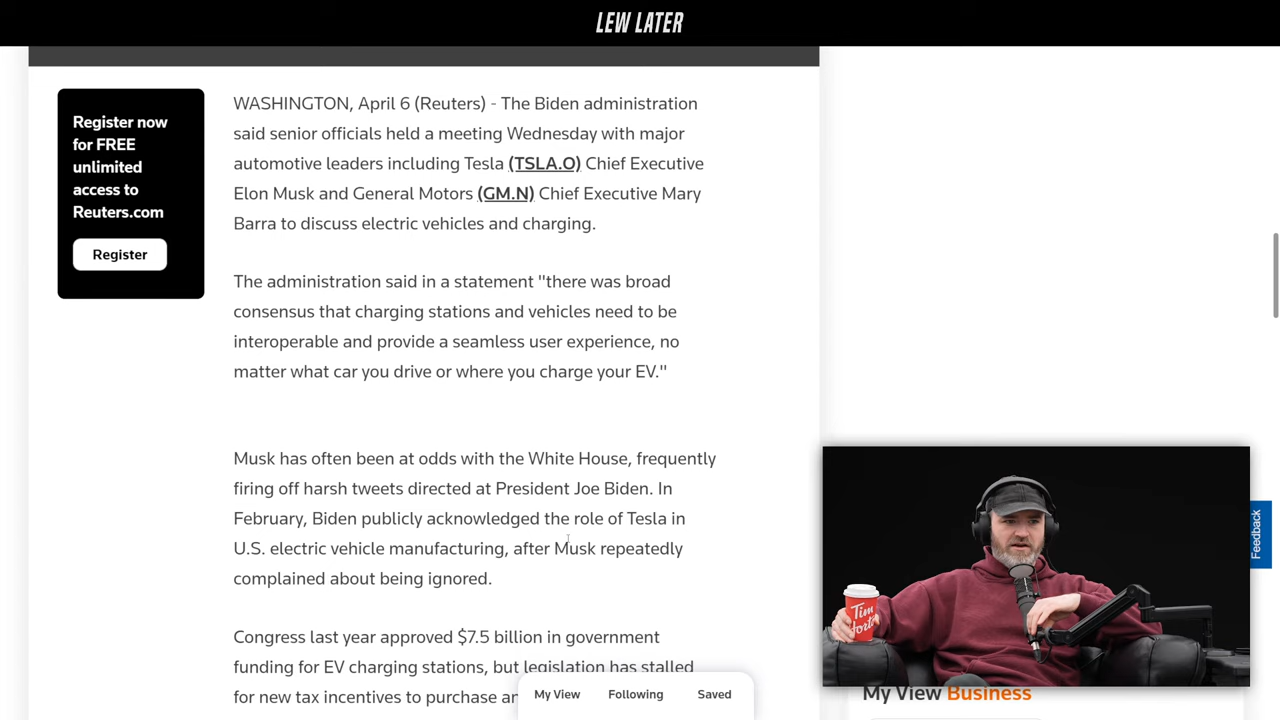 LEW LATER
Register now
for FREE
unlimited
access to
Reuters.com
Register
WASHINGTON, April 6 (Reuters) - The Biden administration
said senior officials held a meeting Wednesday with major
automotive leaders including Tesla (TSLA.O) Chief Executive
Elon Musk and General Motors (GM.N) Chief Executive Mary
Barra to discuss electric vehicles and charging.
The administration said in a statement "there was broad
consensus that charging stations and vehicles need to be
interoperable and provide a seamless user experience, no
matter what car you drive or where you charge your EV."
Musk has often been at odds with the White House, frequently
firing off harsh tweets directed at President Joe Biden. In
February, Biden publicly acknowledged the role of Tesla in
U.S. electric vehicle manufacturing, after Musk repeatedly
complained about being ignored.
Congress last year approved $7.5 billion in government
funding for EV charging stations, but legislation has stalled
for new tax incentives to purchase an
My View Following Saved
Tim
Horto
Feedback
My View Business